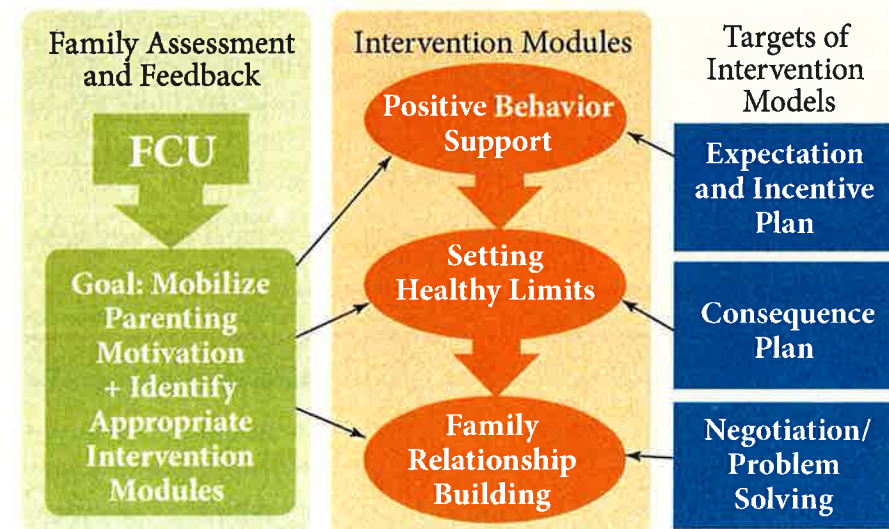 Family Assessment
and Feedback
FCU
Goal: Mobilize
Parenting
Motivation
+ Identify
Appropriate
Intervention
Modules
Intervention Modules
Positive Behavior
Support
Setting
Healthy Limits
Family
Relationship
Building
Targets of
Intervention
Models
Expectation
and Incentive
Plan
Consequence
Plan
Negotiation/
Problem
Solving